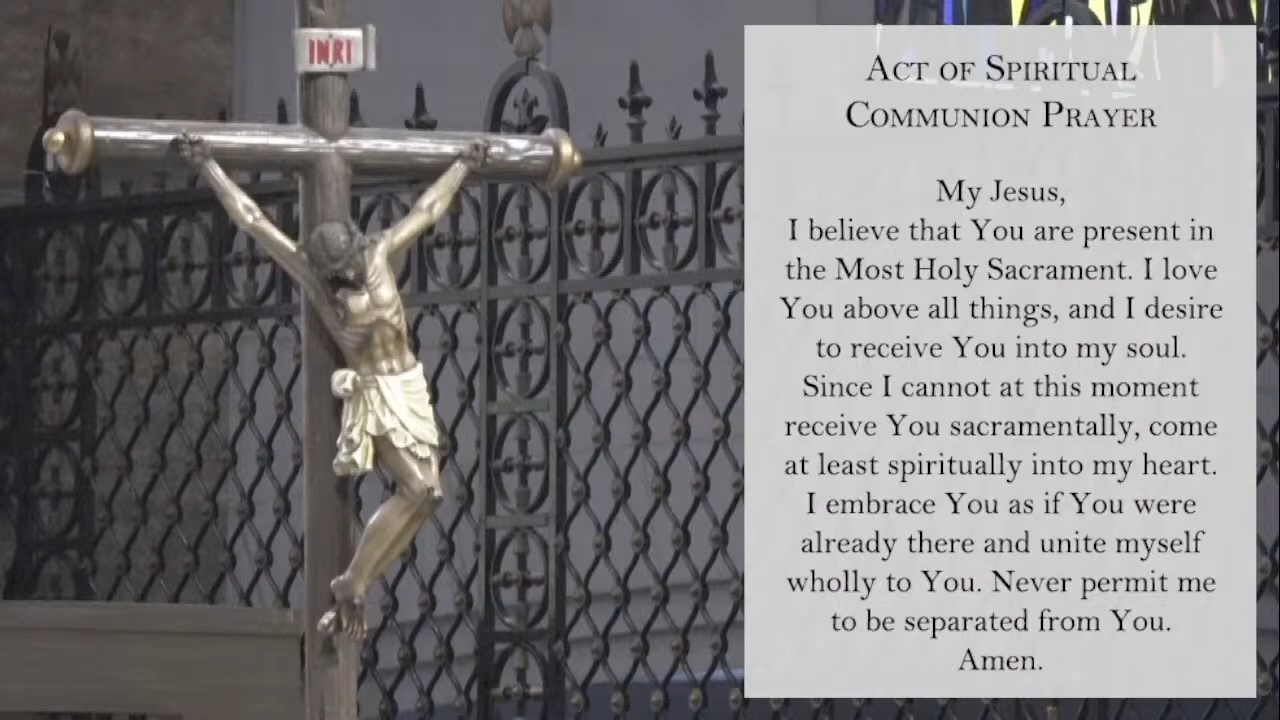 INRI
Act of Spiritual
Communion Prayer
My Jesus,
I believe that You are present in
the Most Holy Sacrament. I love
You above all things, and I desire
to receive You into my soul.
Since I cannot at this moment
receive You sacramentally, come
at least spiritually into my heart.
I embrace You as if You were
already there and unite myself
wholly to You. Never permit me
to be separated from You.
Amen.